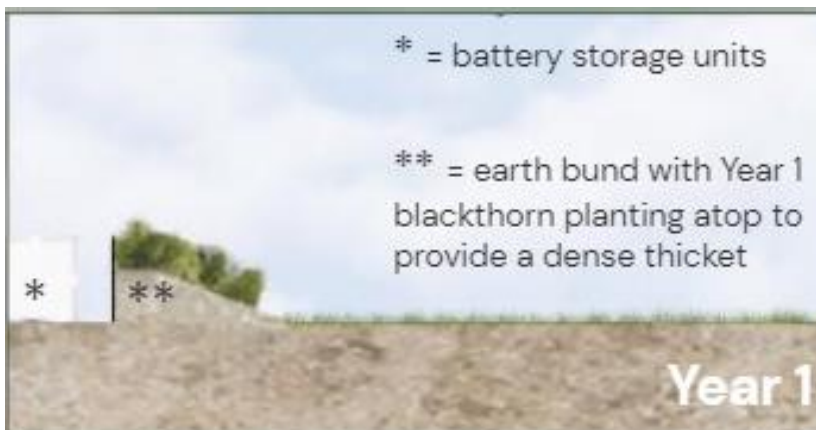 * = battery storage units
** = earth bund with Year 1
blackthorn planting atop to
provide a dense thicket
*
**
Year 1